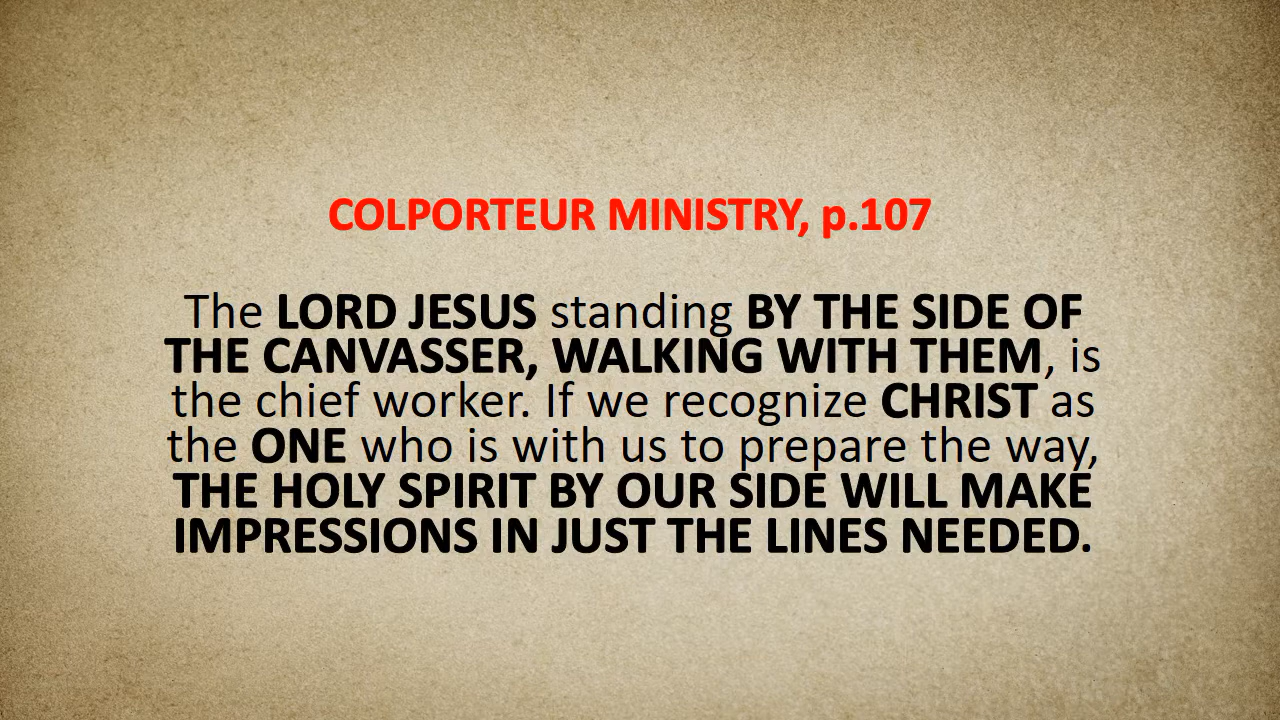 COLPORTEUR MINISTRY, p.107
The LORD JESUS standing BY THE SIDE OF
THE CANVASSER, WALKING WITH THEM, is
the chief worker. If we recognize CHRIST as
the ONE who is with us to prepare the way,
THE HOLY SPIRIT BY OUR SIDE WILL MAKE
IMPRESSIONS IN JUST THE LINES NEEDED.